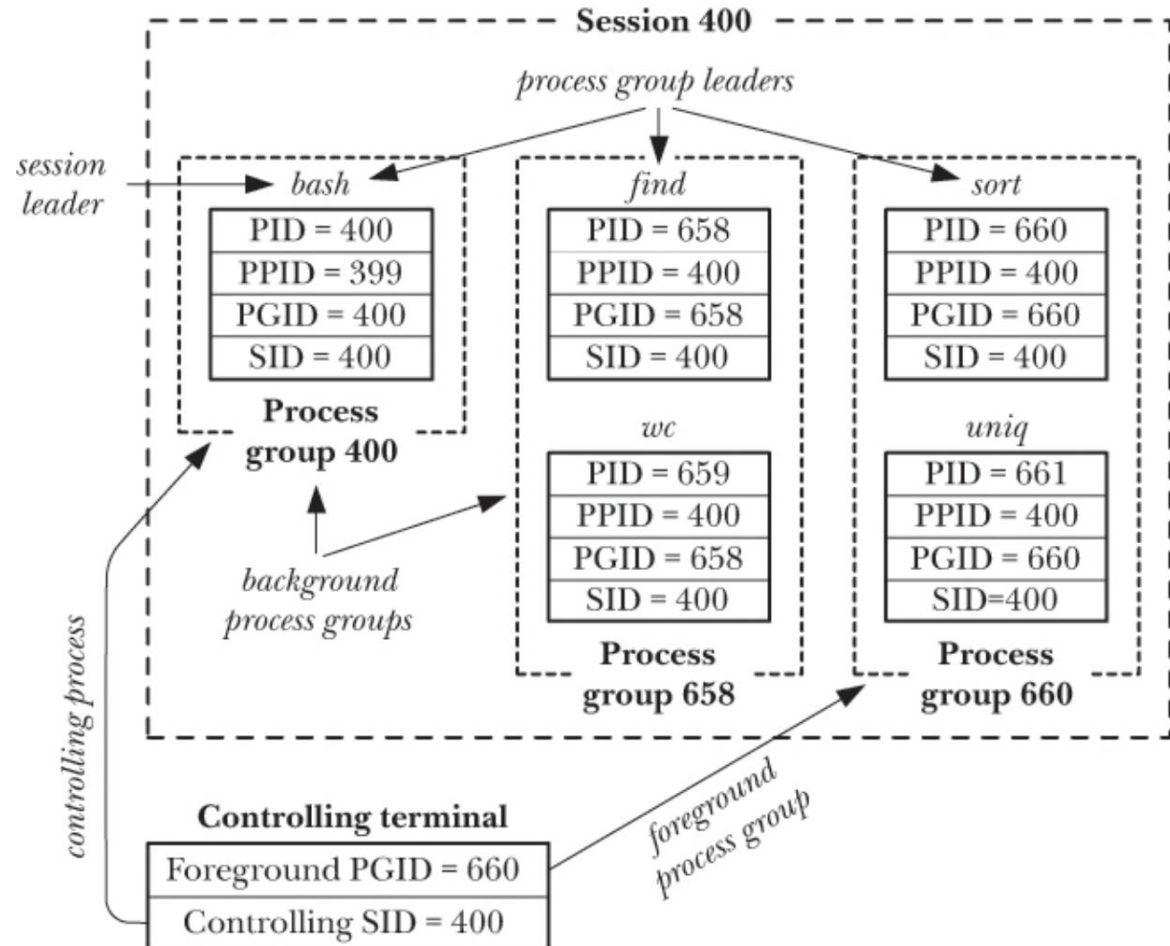 Session 400
process group leaders
session
leader
bash
PID = 400
PPID = 399
PGID = 400
SID = 400
Process
group 400
find
PID = 658
PPID = 400
PGID = 658
SID = 400
wc
PID = 659
PPID = 400
PGID = 658
SID = 400
Process
group 658
sort
PID = 660
PPID = 400
PGID = 660
SID = 400
uniq
PID = 661
PPID = 400
PGID = 660
SID=400
Process
group 660
background
process groups
controlling process
foreground
process group
Controlling terminal
Foreground PGID = 660
Controlling SID = 400